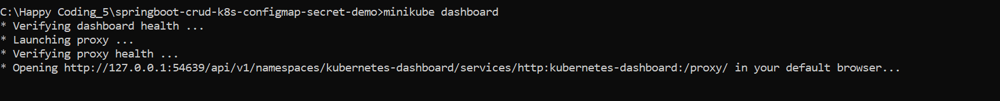 C:\Happy Coding_5\springboot-crud-k8s-configmap-secret-demo>minikube dashboard
* Verifying dashboard health ...
* Launching proxy ...
* Verifying proxy health ...
* Opening http://127.0.0.1:54639/api/v1/namespaces/kubernetes-dashboard/services/http:kubernetes-dashboard:/proxy/ in your default browser...